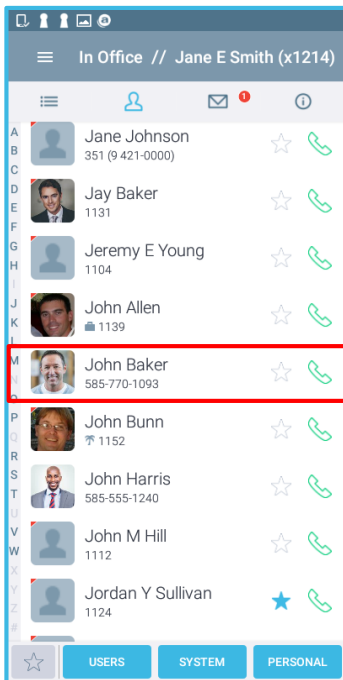 In Office // Jane E Smith (x1214)
1
A
B
C
D
E
F
G
H
I
J
K
L
M
N
O
P
Q
R
S
T
U
V
W
X
Y
Z
#
Jane Johnson
351 (9 421-0000)
Jay Baker
1131
Jeremy E Young
1104
John Allen
1139
John Baker
585-770-1093
John Bunn
1152
John Harris
585-555-1240
John M Hill
1112
Jordan Y Sullivan
1124
USERS SYSTEM PERSONAL